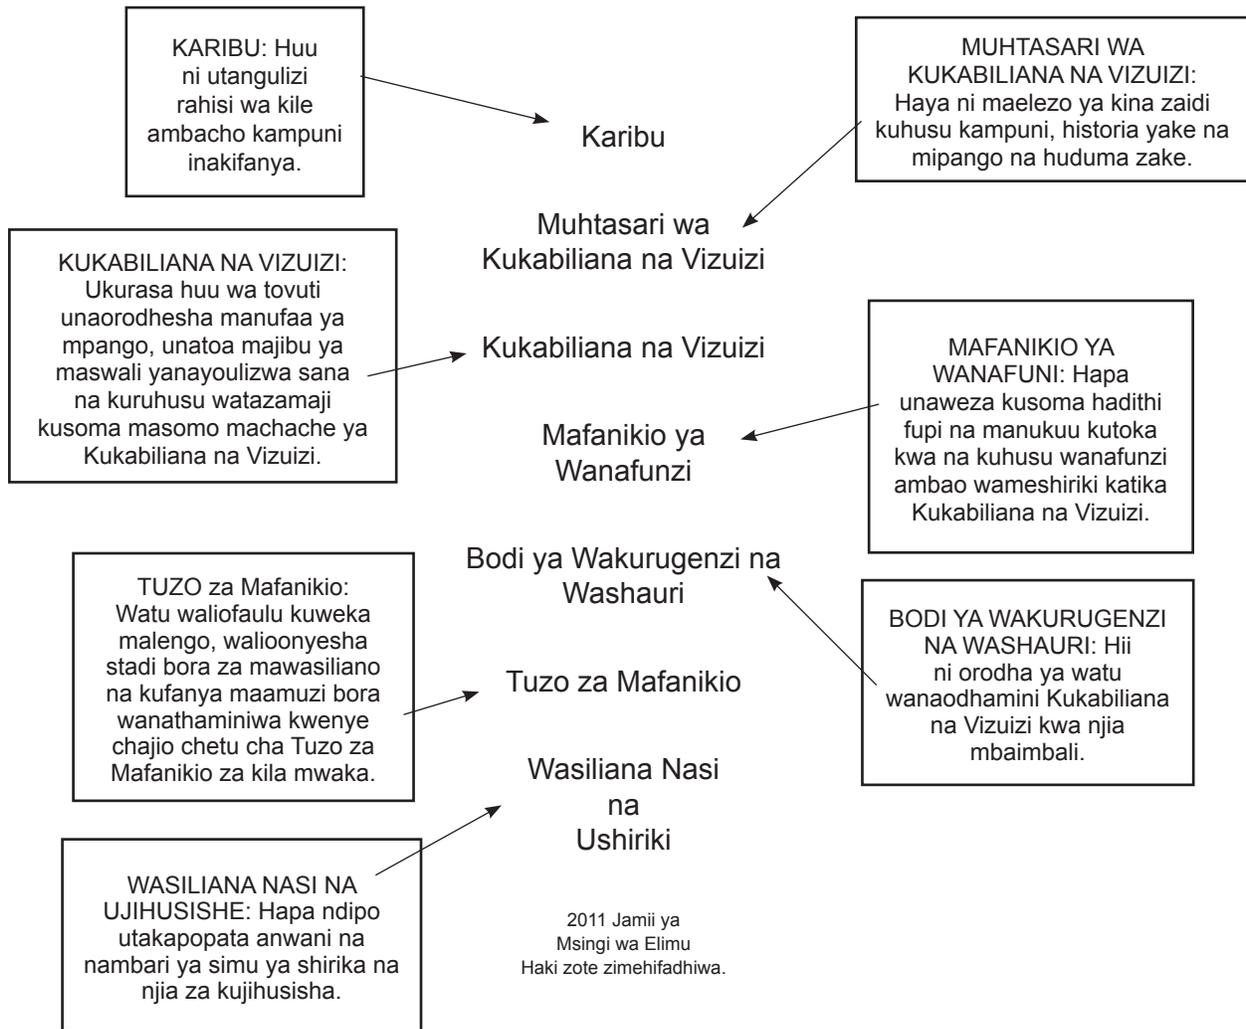 KARIBU: Huu
ni utangulizi
rahisi wa kile
ambacho kampuni
inakifanya.
MUHTASARI WA
KUKABILIANA NA VIZUIZI:
Haya ni maelezo ya kina zaidi
kuhusu kampuni, historia yake na
mipango na huduma zake.
Karibu
Muhtasari wa
Kukabiliana na Vizuizi
KUKABILIANA NA VIZUIZI:
Ukurasa huu wa tovuti
unaorodhesha manufaa ya
mpango, unatoa majibu ya
maswali yanayoulizwa sana
na kuruhusu watazamaji
kusoma masomo machache ya
Kukabiliana na Vizuizi.
Kukabiliana na Vizuizi
MAFANIKIO YA
WANAFUNI: Hapa
unaweza kusoma hadithi
fupi na manukuu kutoka
kwa na kuhusu wanafunzi
ambao wameshiriki katika
Kukabiliana na Vizuizi.
Mafanikio ya
Wanafunzi
Bodi ya Wakurugenzi na
Washauri
TUZO za Mafanikio:
Watu waliofaulu kuweka
malengo, walioonyesha
stadi bora za mawasiliano
na kufanya maamuzi bora
wanathaminiwa kwenye
chajio chetu cha Tuzo za
Mafanikio za kila mwaka.
BODI YA WAKURUGENZI
NA WASHAURI: Hii
ni orodha ya watu
wanaodhamini Kukabiliana
na Vizuizi kwa njia
mbaimbali.
Tuzo za Mafanikio
Wasiliana Nasi
na
Ushiriki
WASILIANA NASI NA
UJIHUSISHE: Hapa ndipo
utakapopata anwani na
nambari ya simu ya shirika na
njia za kujihusisha.
2011 Jamii ya
Msingi wa Elimu
Haki zote zimehifadhiwa.